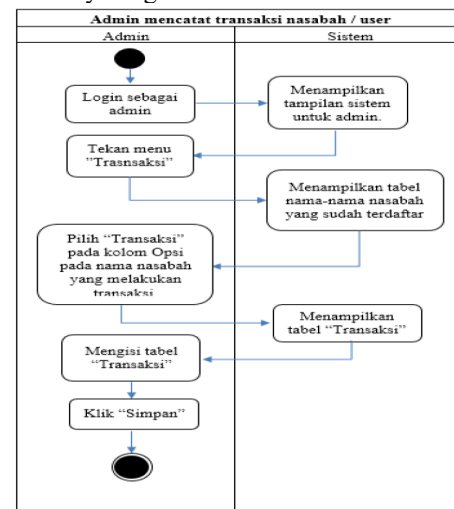 Admin mencatat transaksi nasabah / user
Admin
Sistem
Login sebagai
admin
Menampilkan
tampilan sistem
untuk admin.
Tekan menu
"Trasnsaksi"
Menampilkan tabel
nama-nama nasabah
yang sudah terdaftar
Pilih "Transaksi"
pada kolom Opsi
pada nama nasabah
yang melakukan
transaksi
Menampilkan
tabel "Transaksi"
Mengisi tabel
"Transaksi"
Klik "Simpan"